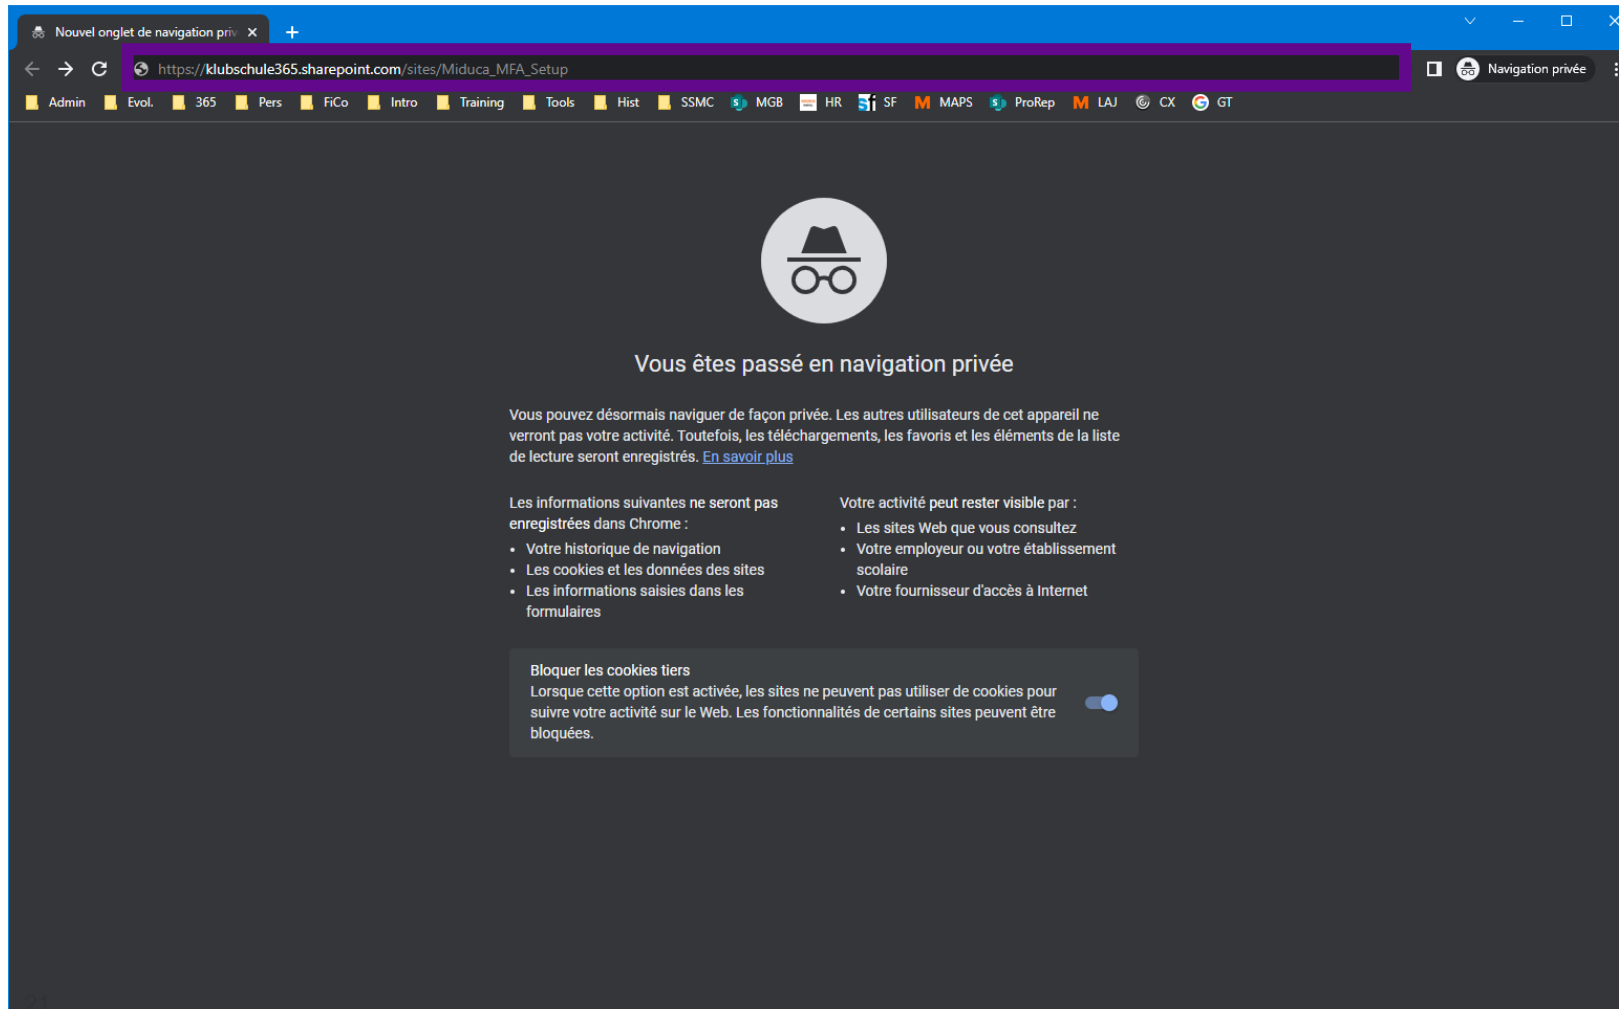 Nouvel onglet de navigation priv
https://klubschule365.sharepoint.com/sites/Miduca_MFA_Setup
Navigation privée
Admin Evol. 365 Pers FiCo Intro Training Tools Hist SSMC MGB HR SF MAPS ProRep LAJ CX GT
Vous êtes passé en navigation privée
Vous pouvez désormais naviguer de façon privée. Les autres utilisateurs de cet appareil ne
verront pas votre activité. Toutefois, les téléchargements, les favoris et les éléments de la liste
de lecture seront enregistrés. En savoir plus
Les informations suivantes ne seront pas
enregistrées dans Chrome :
• Votre historique de navigation
• Les cookies et les données des sites
• Les informations saisies dans les
formulaires
Votre activité peut rester visible par :
• Les sites Web que vous consultez
• Votre employeur ou votre établissement
scolaire
• Votre fournisseur d'accès à Internet
Bloquer les cookies tiers
Lorsque cette option est activée, les sites ne peuvent pas utiliser de cookies pour
suivre votre activité sur le Web. Les fonctionnalités de certains sites peuvent être
bloquées.
21